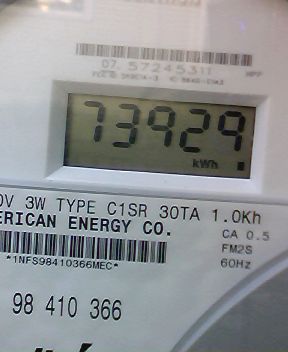 07 57245311
73929
kWh
0V 3W TYPE C1SR 30TA 1.0Kh
ERICAN ENERGY CO.
CA 0.5
FM2S
*1NFS98410366MEC*
60Hz
98 410 366